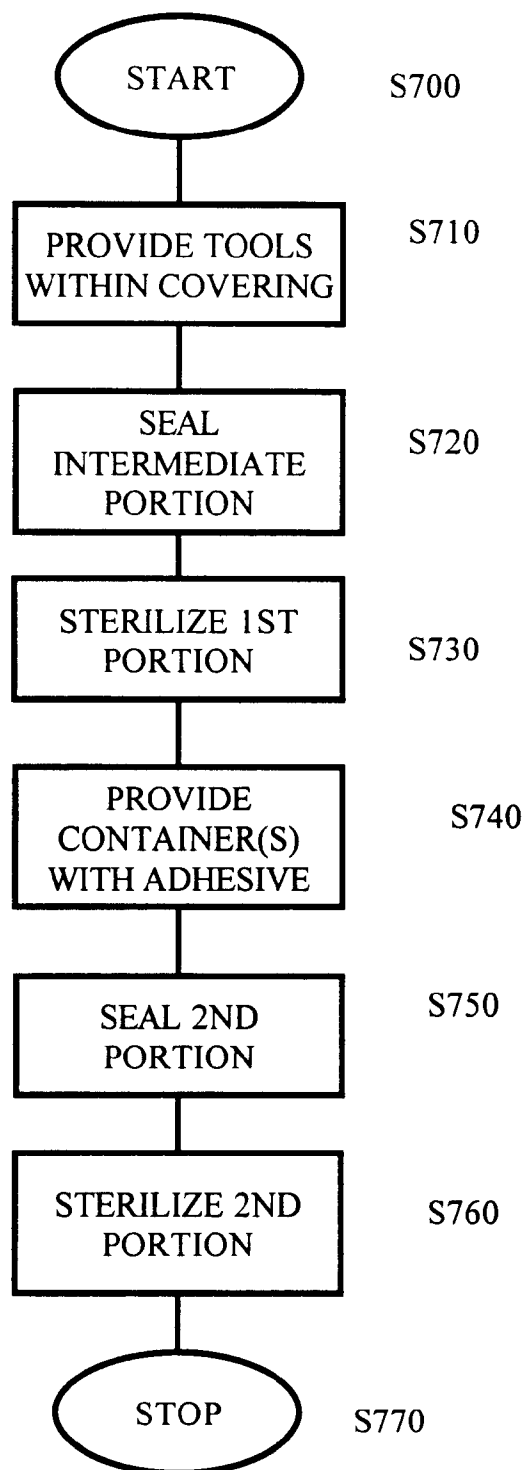 START
S700
PROVIDE TOOLS
WITHIN COVERING
S710
SEAL
INTERMEDIATE
PORTION
S720
STERILIZE 1ST
PORTION
S730
PROVIDE
CONTAINER(S)
WITH ADHESIVE
S740
SEAL 2ND
PORTION
S750
STERILIZE 2ND
PORTION
S760
STOP
S770